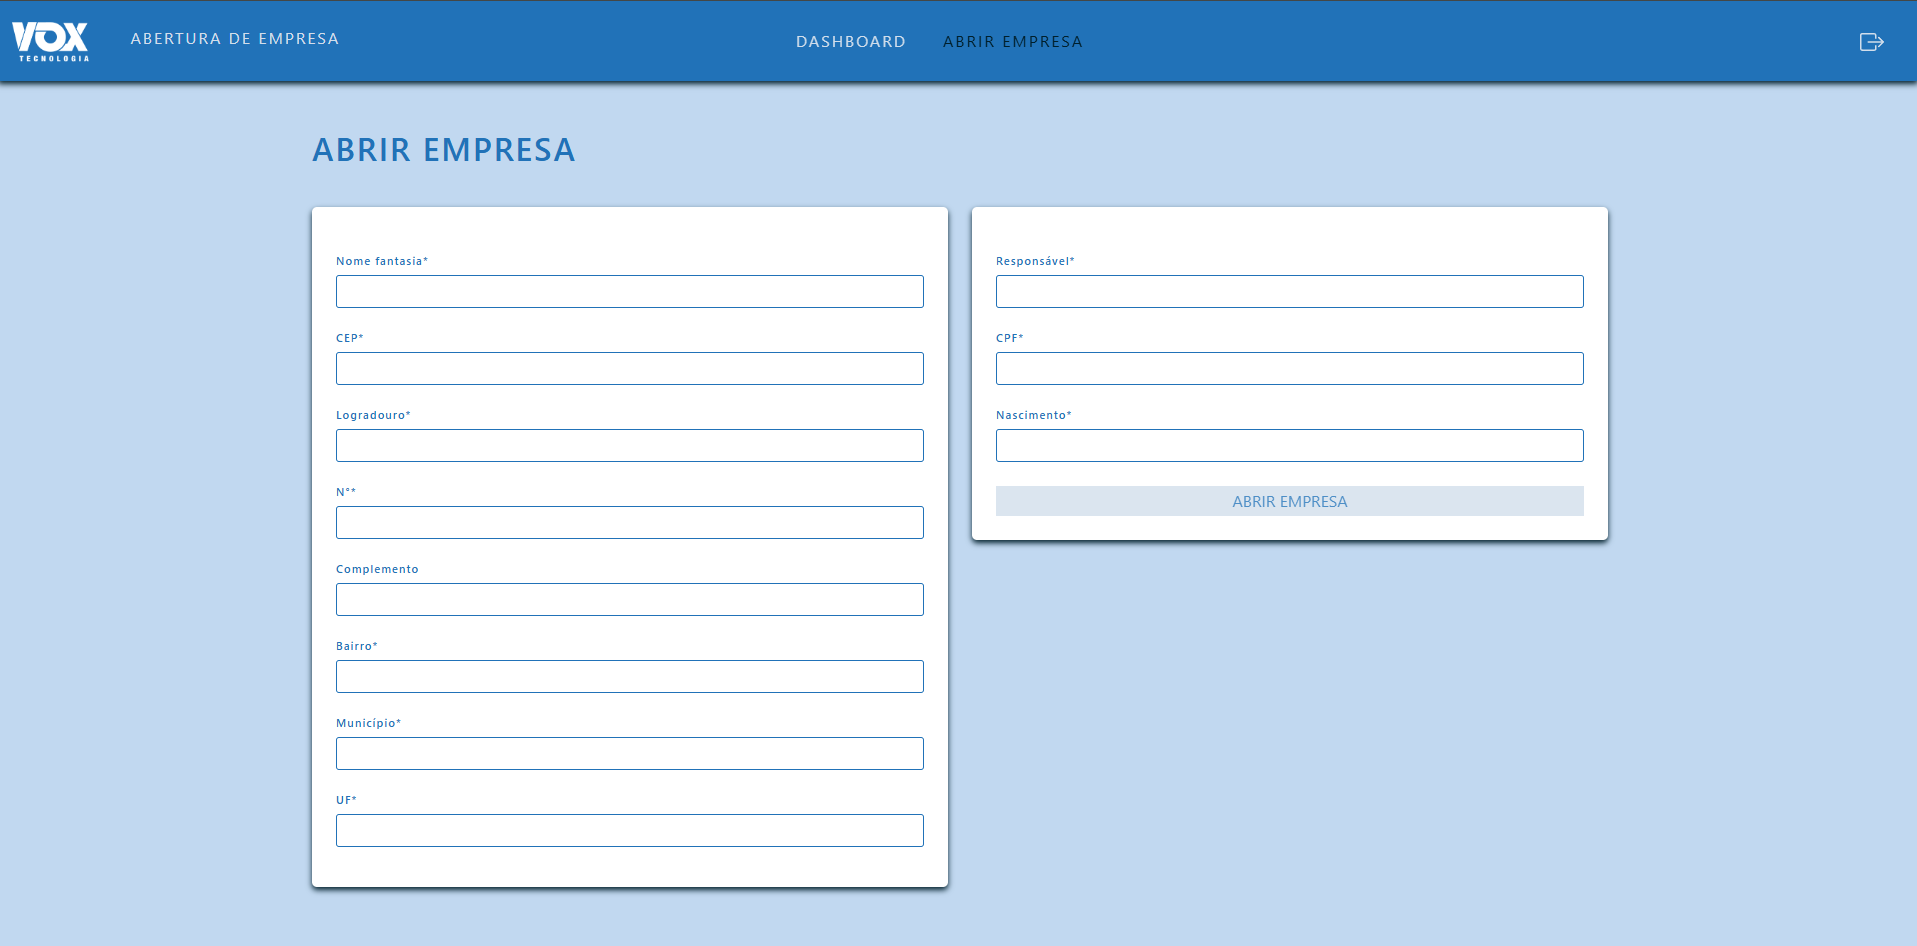 VOX
TECNOLOGIA
ABERTURA DE EMPRESA
DASHBOARD
ABRIR EMPRESA
ABRIR EMPRESA
Nome fantasia*
CEP*
Logradouro*
N°*
Complemento
Bairro*
Município*
UF*
Responsável*
CPF*
Nascimento*
ABRIR EMPRESA